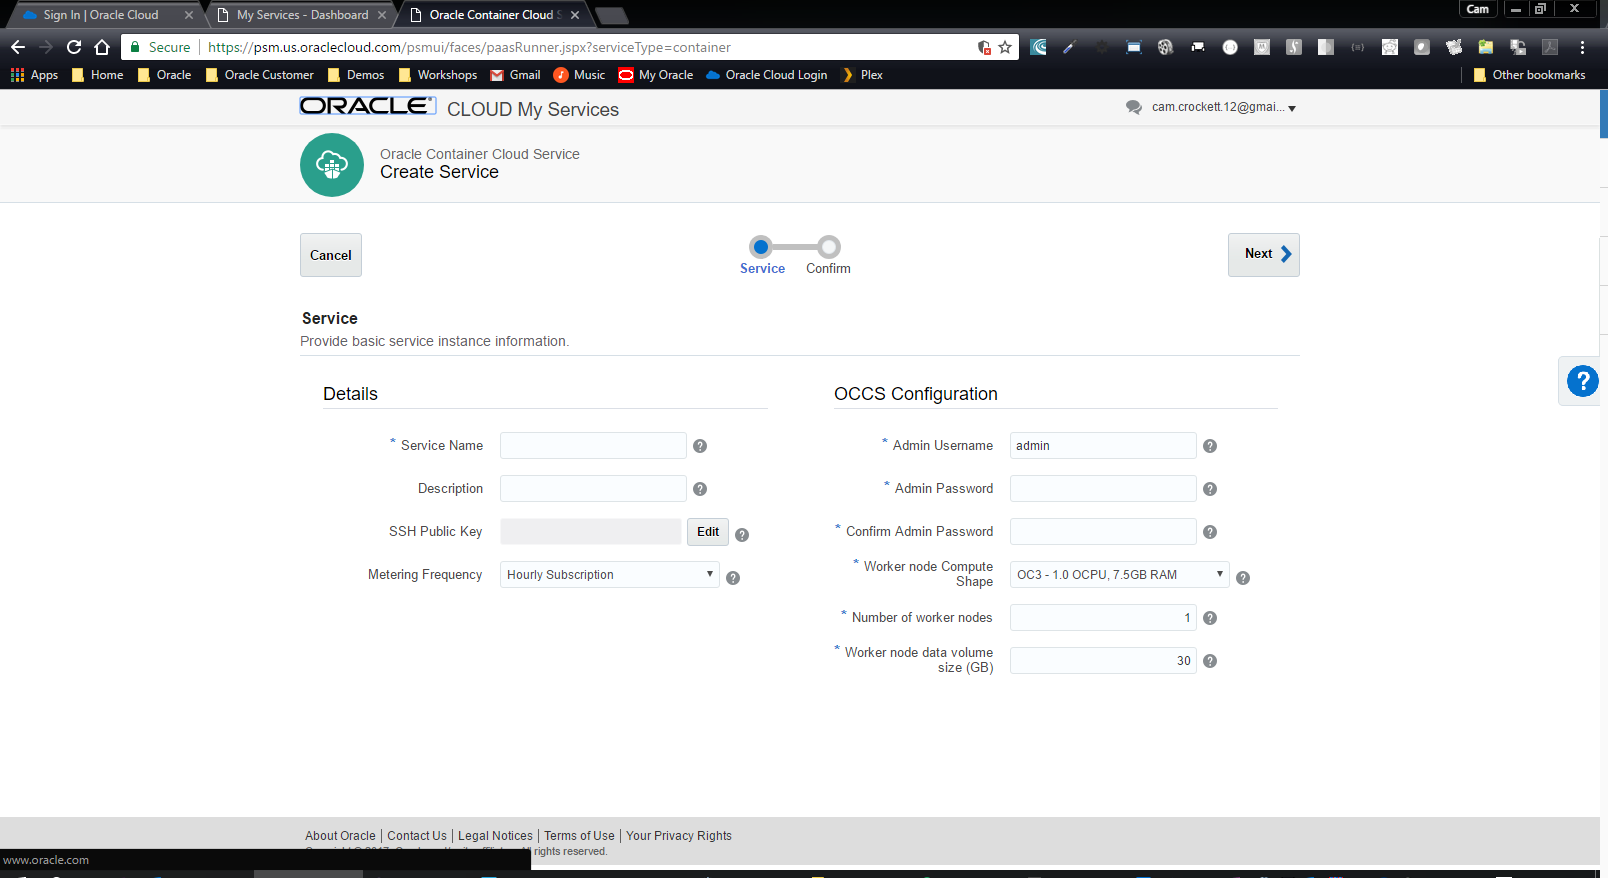 Sign In | Oracle Cloud
My Services - Dashboard
Oracle Container Cloud S
Cam
Secure
https://psm.us.oraclecloud.com/psmui/faces/paasRunner.jspx?serviceType=container
Apps
Home
Oracle
Oracle Customer
Demos
Workshops
Gmail
Music
My Oracle
Oracle Cloud Login
Plex
Other bookmarks
ORACLE CLOUD My Services
cam.crockett.12@gmai...
Oracle Container Cloud Service
Create Service
Cancel
Service
Confirm
Next
Service
Provide basic service instance information.
Details
* Service Name
Description
SSH Public Key
Edit
Metering Frequency
Hourly Subscription
OCCS Configuration
* Admin Username
admin
* Admin Password
* Confirm Admin Password
* Worker node Compute
Shape
OC3 - 1.0 OCPU, 7.5GB RAM
* Number of worker nodes
1
* Worker node data volume
size (GB)
30
About Oracle | Contact Us | Legal Notices | Terms of Use | Your Privacy Rights
rights reserved.
www.oracle.com